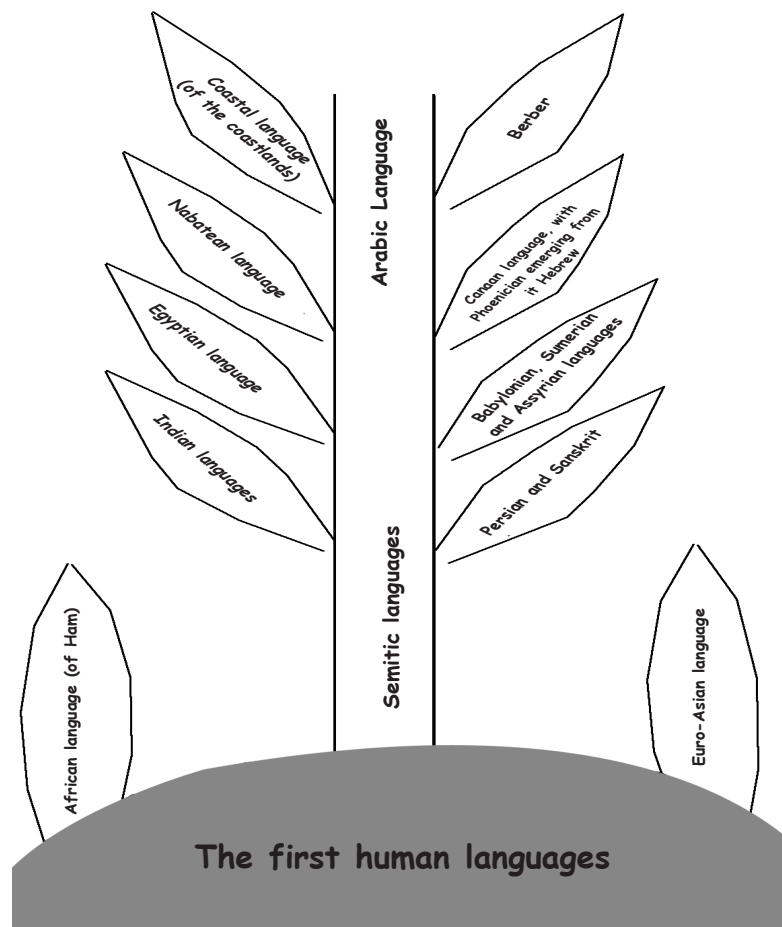 Coastal language
(of the coastlands)
Berber
Arabic Language
Nabatean language
Canaan language, with
Phoenician emerging from
it Hebrew
Egyptian language
Babylonian, Sumerian
and Assyrian languages
Indian languages
Persian and Sanskrit
Semitic languages
African language (of Ham)
Euro-Asian language
The first human languages